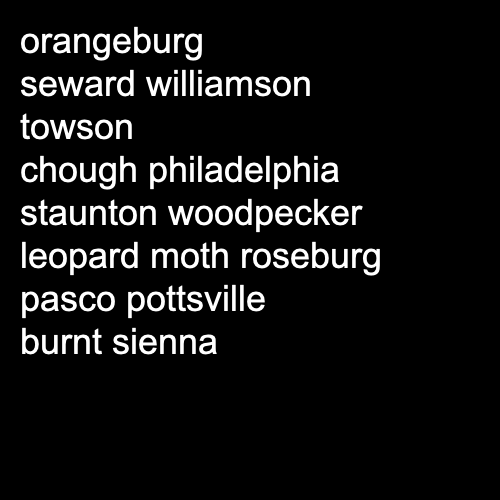 orangeburg
seward williamson
towson
chough philadelphia
staunton woodpecker
leopard moth roseburg
pasco pottsville
burnt sienna